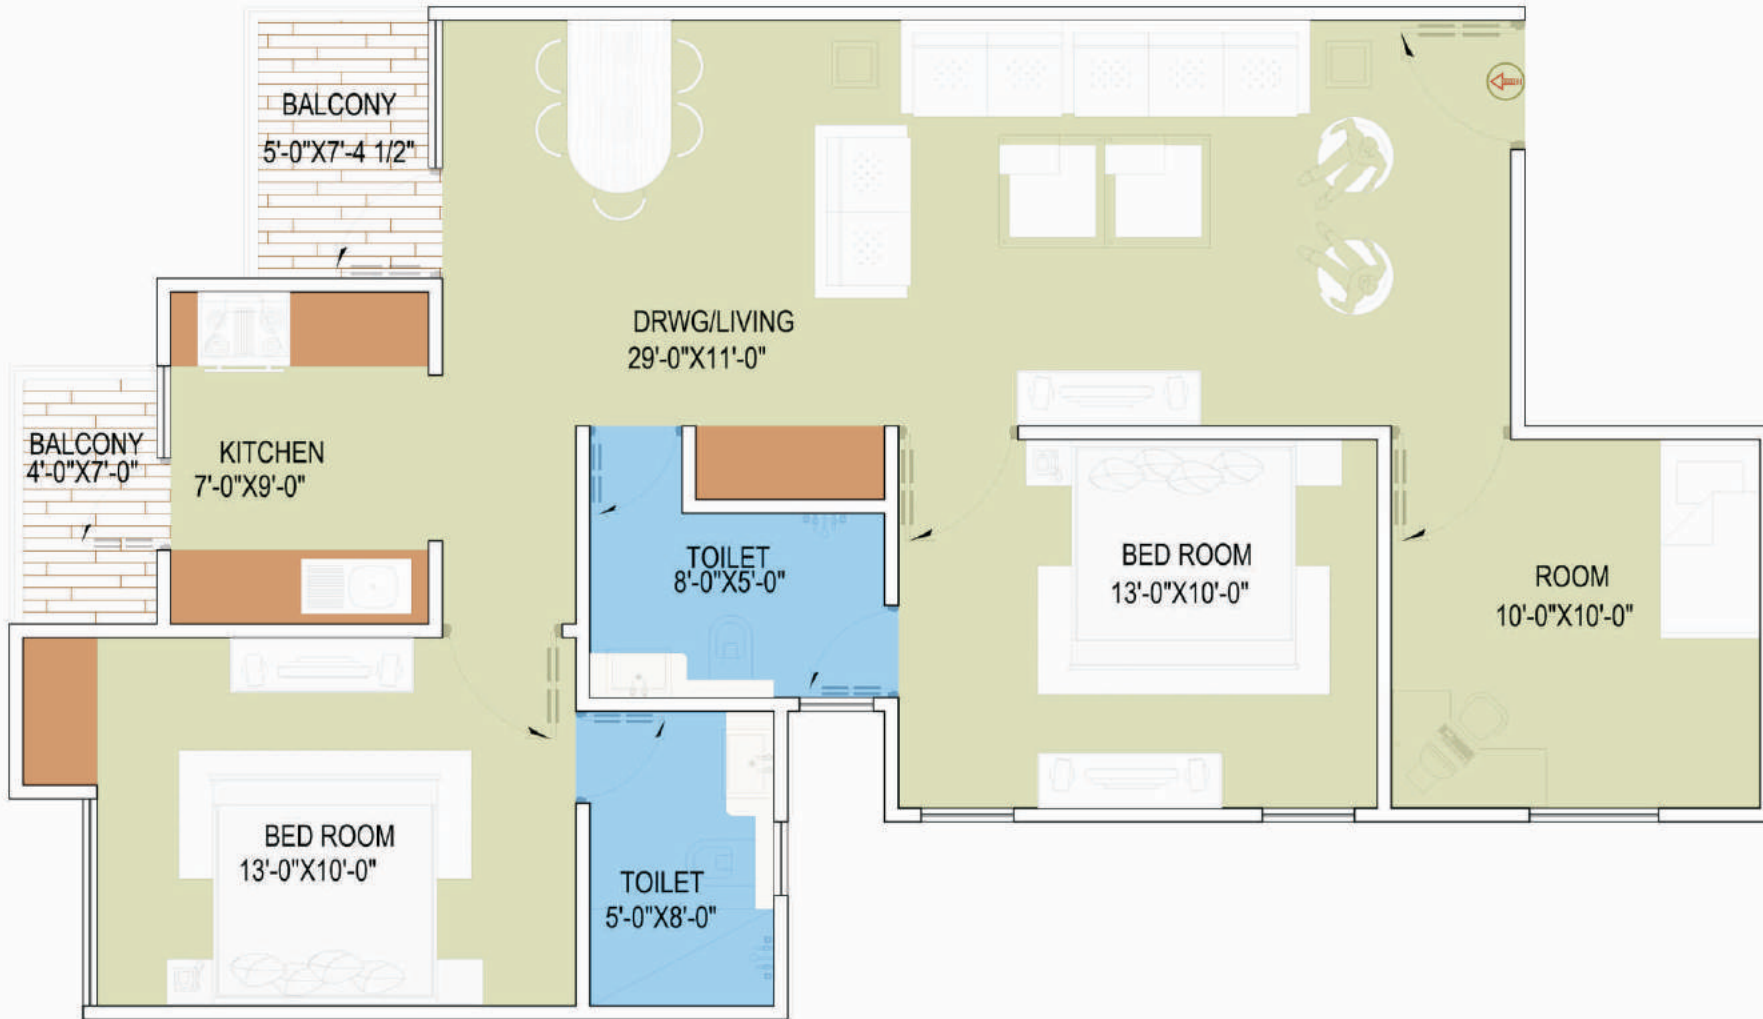 BALCONY
5'-0"X7'-4 1/2"
DRWG/LIVING
29'-0"X11'-0"
BALCONY
4'-0"X7'-0"
KITCHEN
7'-0"X9'-0"
TOILET
8'-0"X5'-0"
BED ROOM
13'-0"X10'-0"
ROOM
10'-0"X10'-0"
BED ROOM
13'-0"X10'-0"
TOILET
5'-0"X8'-0"